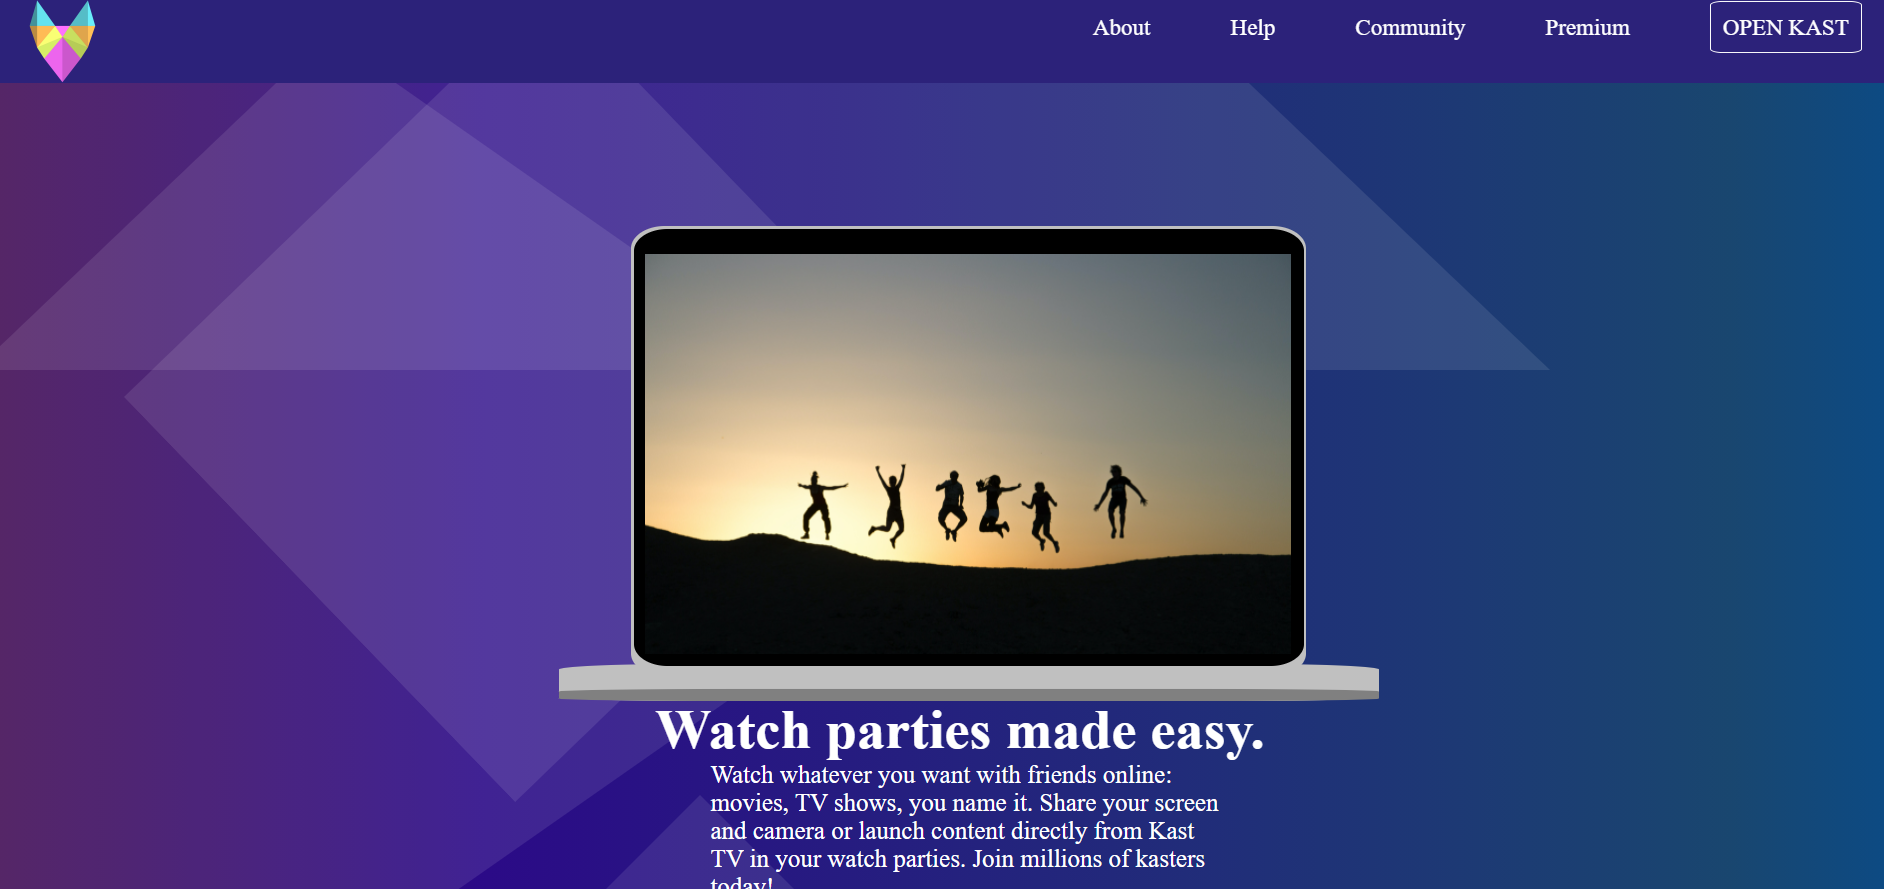 About Help Community Premium OPEN KAST
Watch parties made easy.
Watch whatever you want with friends online:
movies, TV shows, you name it. Share your screen
and camera or launch content directly from Kast
TV in your watch parties. Join millions of kasters
today!